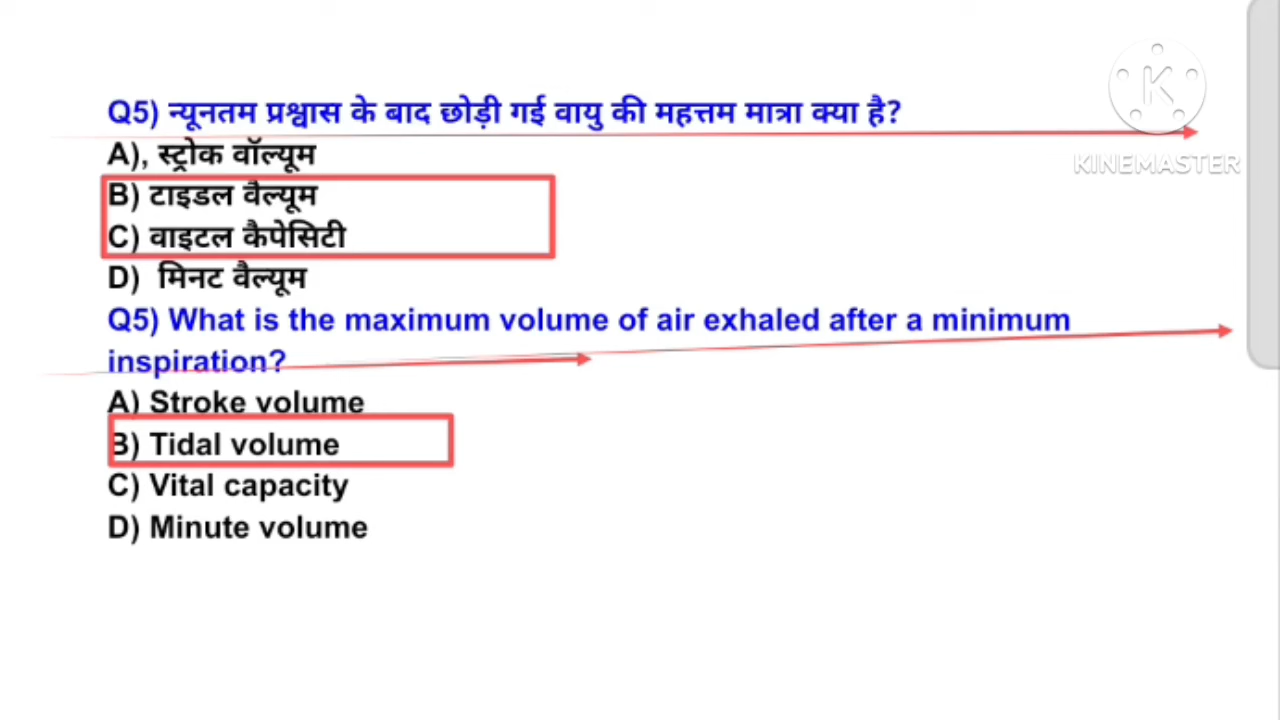 Q5) न्यूनतम प्रश्वास के बाद छोड़ी गई वायु की महत्तम मात्रा क्या है?
A), स्ट्रोक वॉल्यूम
B) टाइडल वैल्यूम
C) वाइटल कैपेसिटी
D) मिनट वैल्यूम
Q5) What is the maximum volume of air exhaled after a minimum
inspiration?
A) Stroke volume
B) Tidal volume
C) Vital capacity
D) Minute volume
K
KINEMASTER